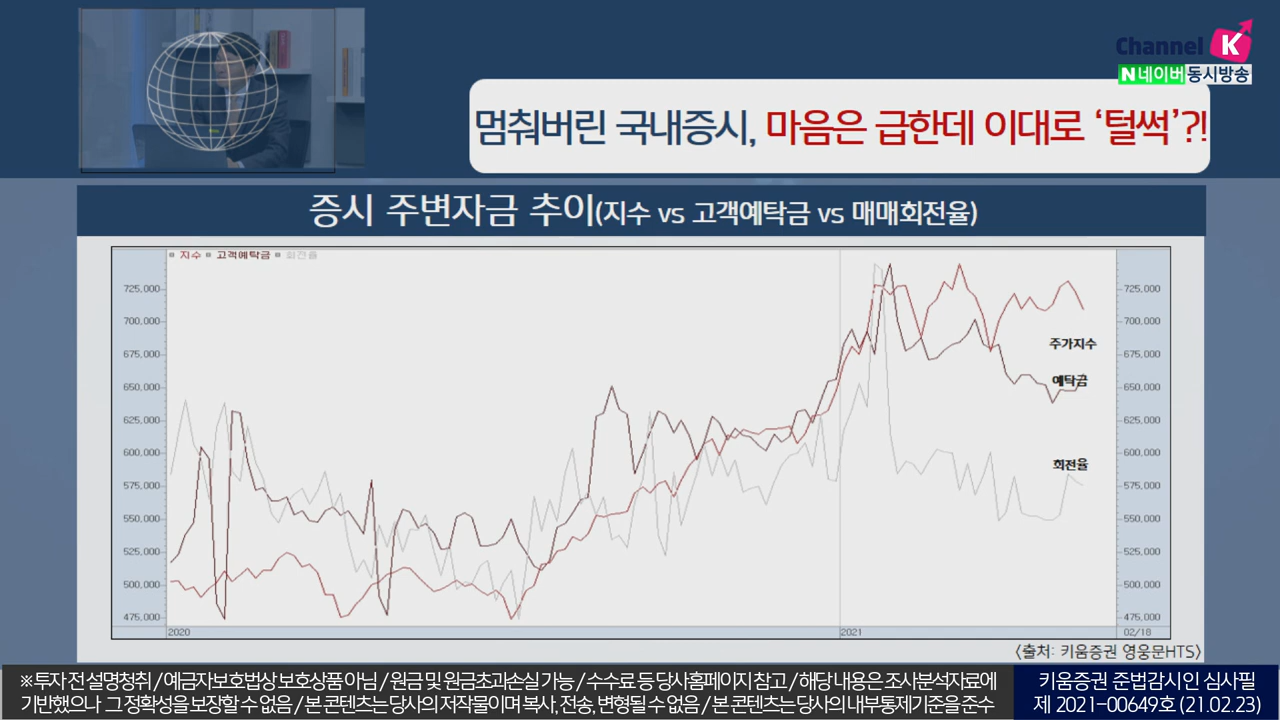 Channel K
N 네이버 동시방송
멈춰버린 국내증시, 마음은 급한데 이대로 ‘털썩’?!
증시 주변자금 추이(지수 vs 고객예탁금 vs 매매회전율)
지수 고객예탁금 회전율
725,000 725,000
700,000 700,000
675,000 675,000
650,000 650,000
625,000 625,000
600,000 600,000
575,000 575,000
550,000 550,000
525,000 525,000
500,000 500,000
475,000 475,000
주가지수
예탁금
회전율
2020 2021 02/18
〈출처: 키움증권 영웅문HTS〉
※ 투자 전 설명청취 / 예금자보호법상 보호상품 아님 / 원금 및 원금초과손실 가능 / 수수료 등 당사홈페이지 참고 / 해당 내용은 조사분석자료에
기반했으나 그 정확성을 보장할 수 없음 / 본 콘텐츠는 당사의 저작물이며 복사, 전송, 변형될 수 없음 / 본 콘텐츠는 당사의 내부통제기준을 준수
키움증권 준법감시인 심사필
제 2021-00649호 (21.02.23)